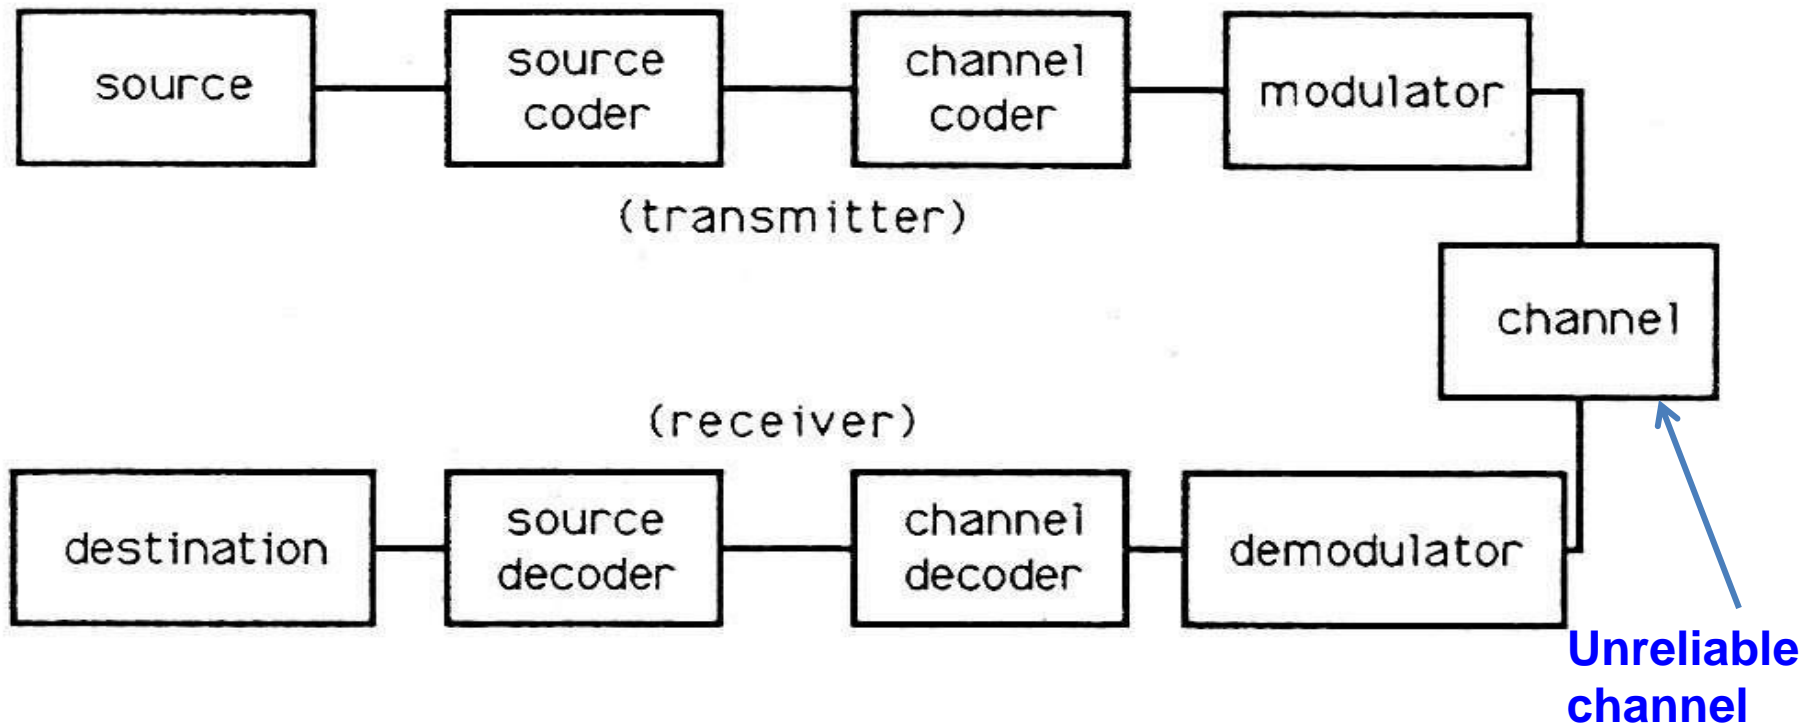 source
source
coder
channel
coder
modulator
(transmitter)
channel
(receiver)
destination
source
decoder
channel
decoder
demodulator
Unreliable
channel